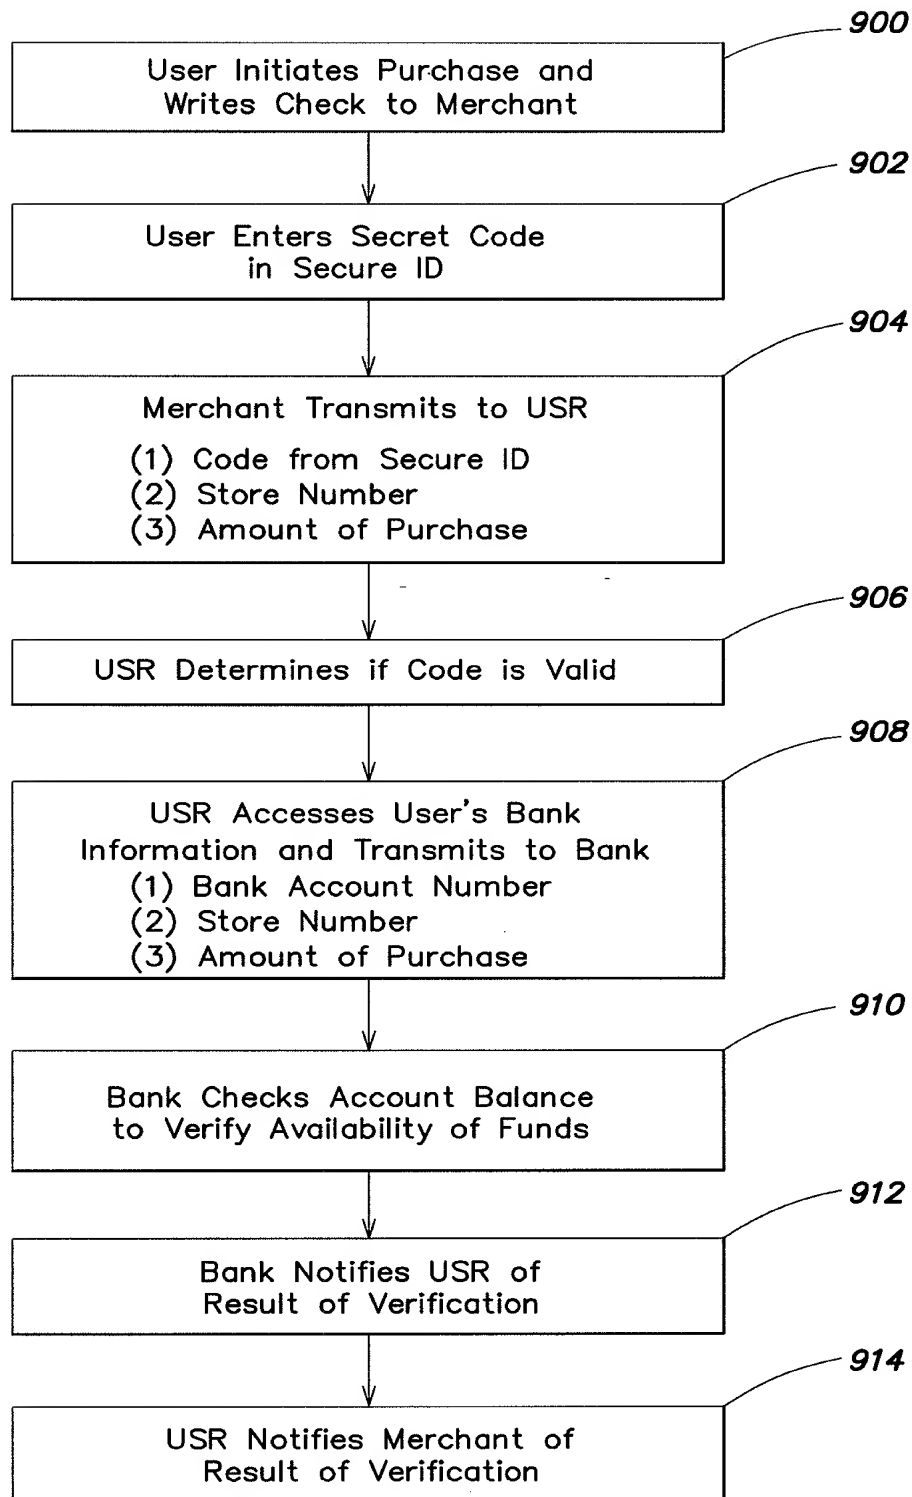 900
User Initiates Purchase and
Writes Check to Merchant
902
User Enters Secret Code
in Secure ID
904
Merchant Transmits to USR
(1) Code from Secure ID
(2) Store Number
(3) Amount of Purchase
906
USR Determines if Code is Valid
908
USR Accesses User's Bank
Information and Transmits to Bank
(1) Bank Account Number
(2) Store Number
(3) Amount of Purchase
910
Bank Checks Account Balance
to Verify Availability of Funds
912
Bank Notifies USR of
Result of Verification
914
USR Notifies Merchant of
Result of Verification